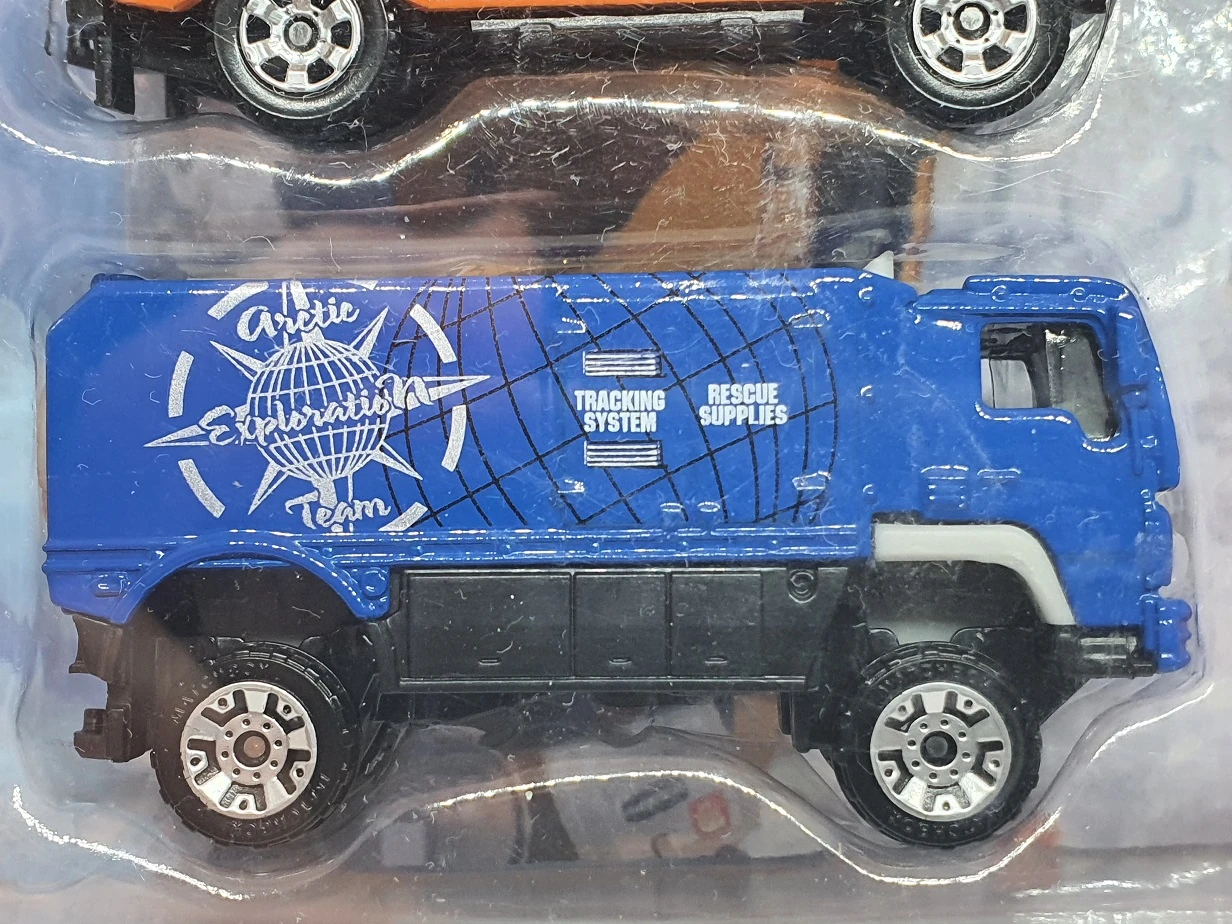 Arctic
Exploration
Team
TRACKING
SYSTEM
RESCUE
SUPPLIES